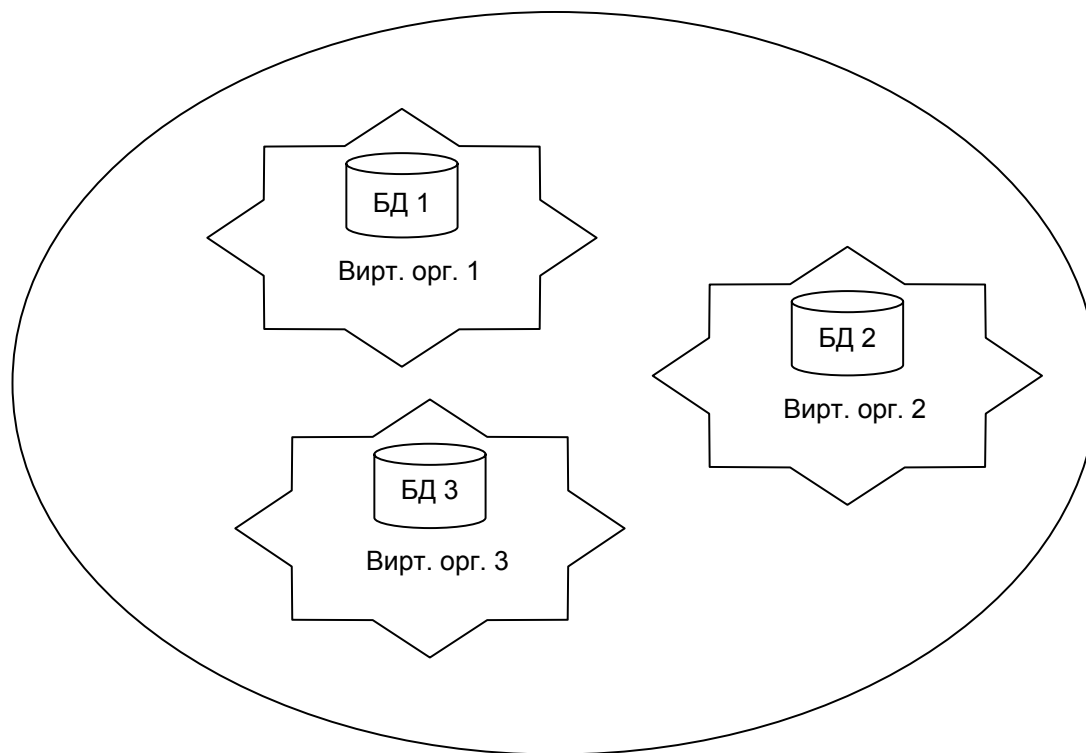 БД 1
Вирт. орг. 1
БД 2
Вирт. орг. 2
БД 3
Вирт. орг. 3